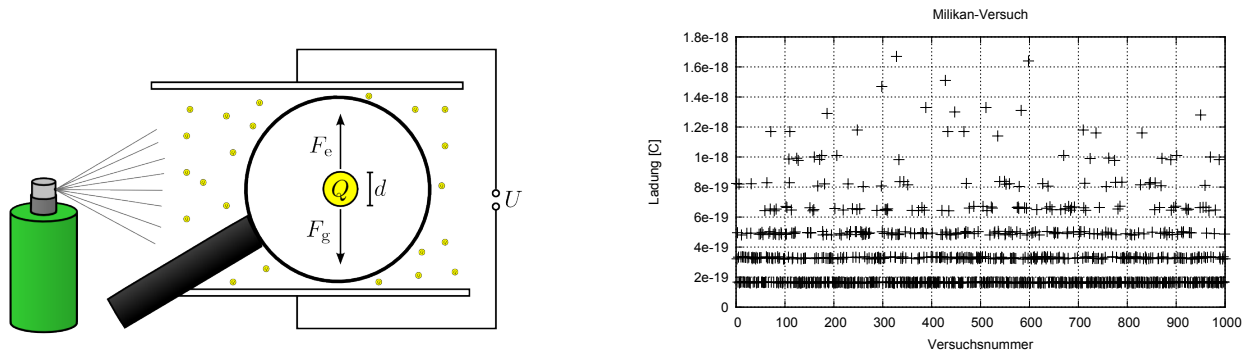 F_e
Q
d
F_g
U
Milikan-Versuch
1.8e-18
1.6e-18
1.4e-18
1.2e-18
1e-18
8e-19
6e-19
4e-19
2e-19
0
Ladung [C]
0 100 200 300 400 500 600 700 800 900 1000
Versuchsnummer